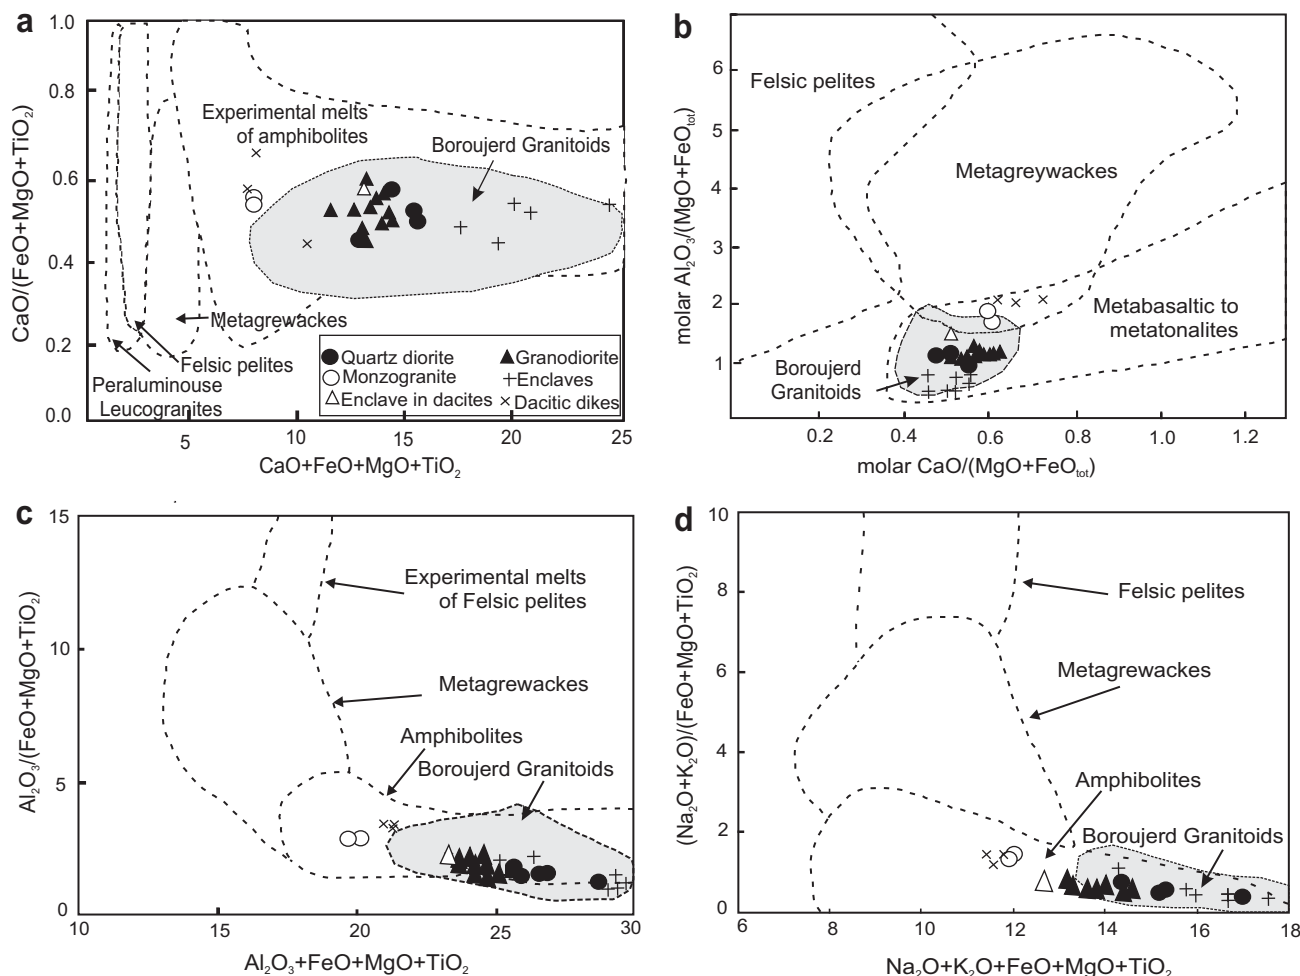 a
1.0
0.8
0.6
0.4
0.2
0.0
CaO/(FeO+MgO+TiO₂)
Experimental melts
of amphibolites
Boroujerd Granitoids
Metagrewackes
Felsic pelites
Peraluminouse
Leucogranites
Quartz diorite
Granodiorite
Monzogranite
Enclaves
Enclave in dacites
Dacitic dikes
5
10
15
20
25
CaO+FeO+MgO+TiO₂
b
6
5
4
3
2
1
0
molar Al₂O₃/(MgO+FeOₜₒₜ)
Felsic pelites
Metagreywackes
Metabasaltic to
metatonalites
Boroujerd
Granitoids
0.2
0.4
0.6
0.8
1.0
1.2
molar CaO/(MgO+FeOₜₒₜ)
c
15
10
5
0
Al₂O₃/(FeO+MgO+TiO₂)
Experimental melts
of Felsic pelites
Metagrewackes
Amphibolites
Boroujerd Granitoids
10
15
20
25
30
Al₂O₃+FeO+MgO+TiO₂
d
10
8
6
4
2
0
(Na₂O+K₂O)/(FeO+MgO+TiO₂)
Felsic pelites
Metagrewackes
Amphibolites
Boroujerd Granitoids
6
8
10
12
14
16
18
Na₂O+K₂O+FeO+MgO+TiO₂